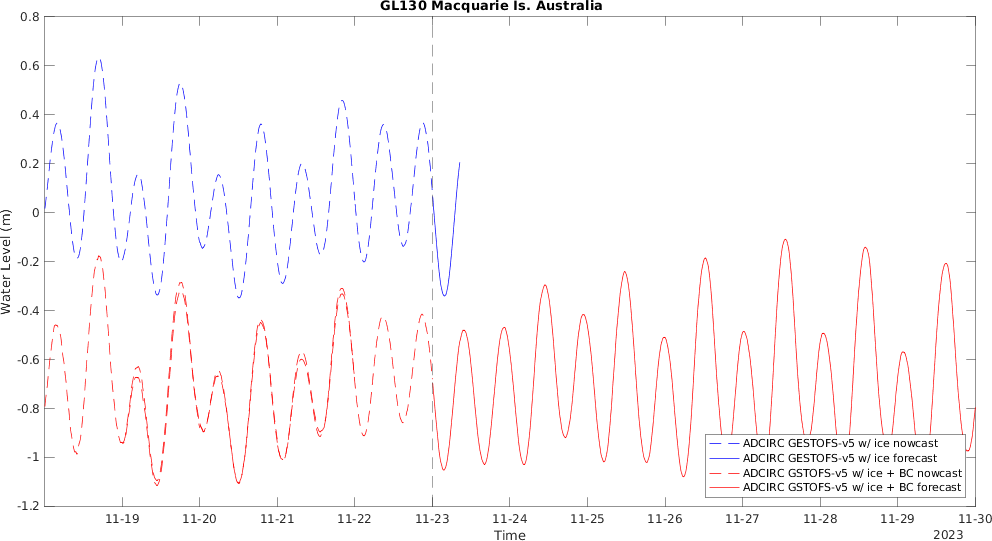 GL130 Macquarie Is. Australia
0.8
0.6
0.4
0.2
0
-0.2
-0.4
-0.6
-0.8
-1
-1.2
Water Level (m)
ADCIRC GESTOFS-v5 w/ ice nowcast
ADCIRC GESTOFS-v5 w/ ice forecast
ADCIRC GSTOFS-v5 w/ ice + BC nowcast
ADCIRC GSTOFS-v5 w/ ice + BC forecast
11-19 11-20 11-21 11-22 11-23 11-24 11-25 11-26 11-27 11-28 11-29 11-30
Time
2023